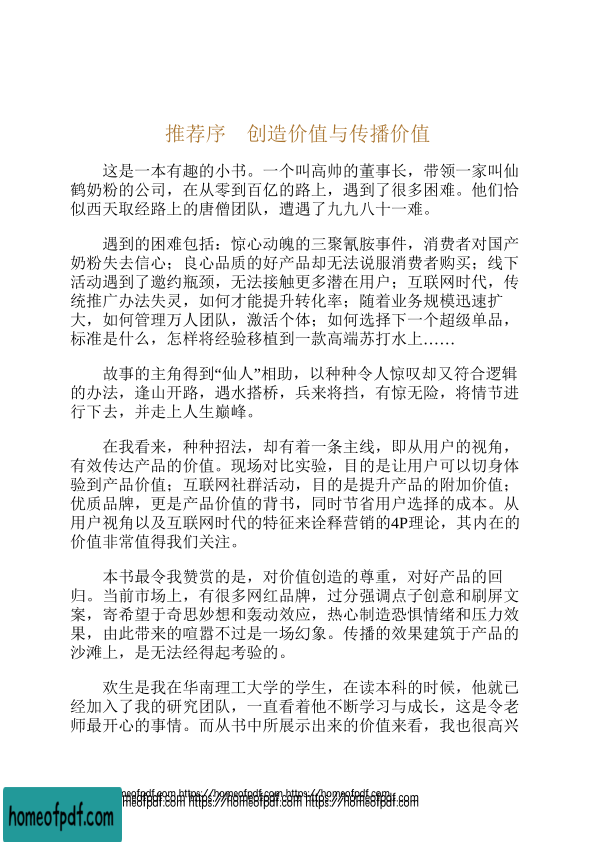 推荐序　创造价值与传播价值
这是一本有趣的小书。一个叫高帅的董事长，带领一家叫仙
鹤奶粉的公司，在从零到百亿的路上，遇到了很多困难。他们恰
似西天取经路上的唐僧团队，遭遇了九九八十一难。
遇到的困难包括：惊心动魄的三聚氰胺事件，消费者对国产
奶粉失去信心；良心品质的好产品却无法说服消费者购买；线下
活动遇到了邀约瓶颈，无法接触更多潜在用户；互联网时代，传
统推广办法失灵，如何才能提升转化率；随着业务规模迅速扩
大，如何管理万人团队，激活个体；如何选择下一个超级单品，
标准是什么，怎样将经验移植到一款高端苏打水上……
故事的主角得到“仙人”相助，以种种令人惊叹却又符合逻辑
的办法，逢山开路，遇水搭桥，兵来将挡，有惊无险，将情节进
行下去，并走上人生巅峰。
在我看来，种种招法，却有着一条主线，即从用户的视角，
有效传达产品的价值。现场对比实验，目的是让用户可以切身体
验到产品价值；互联网社群活动，目的是提升产品的附加价值；
优质品牌，更是产品价值的背书，同时节省用户选择的成本。从
用户视角以及互联网时代的特征来诠释营销的4P理论，其内在的
价值非常值得我们关注。
本书最令我赞赏的是，对价值创造的尊重，对好产品的回
归。当前市场上，有很多网红品牌，过分强调点子创意和刷屏文
案，寄希望于奇思妙想和轰动效应，热心制造恐惧情绪和压力效
果，由此带来的喧嚣不过是一场幻象。传播的效果建筑于产品的
沙滩上，是无法经得起考验的。
欢生是我在华南理工大学的学生，在读本科的时候，他就已
经加入了我的研究团队，一直看着他不断学习与成长，这是令老
师最开心的事情。而从书中所展示出来的价值来看，我也很高兴
homeofpdf.com https://homeofpdf.com https://homeofpdf.com
homeofpdf.com https://homeofpdf.com https://homeofpdf.com
homeofpdf.com